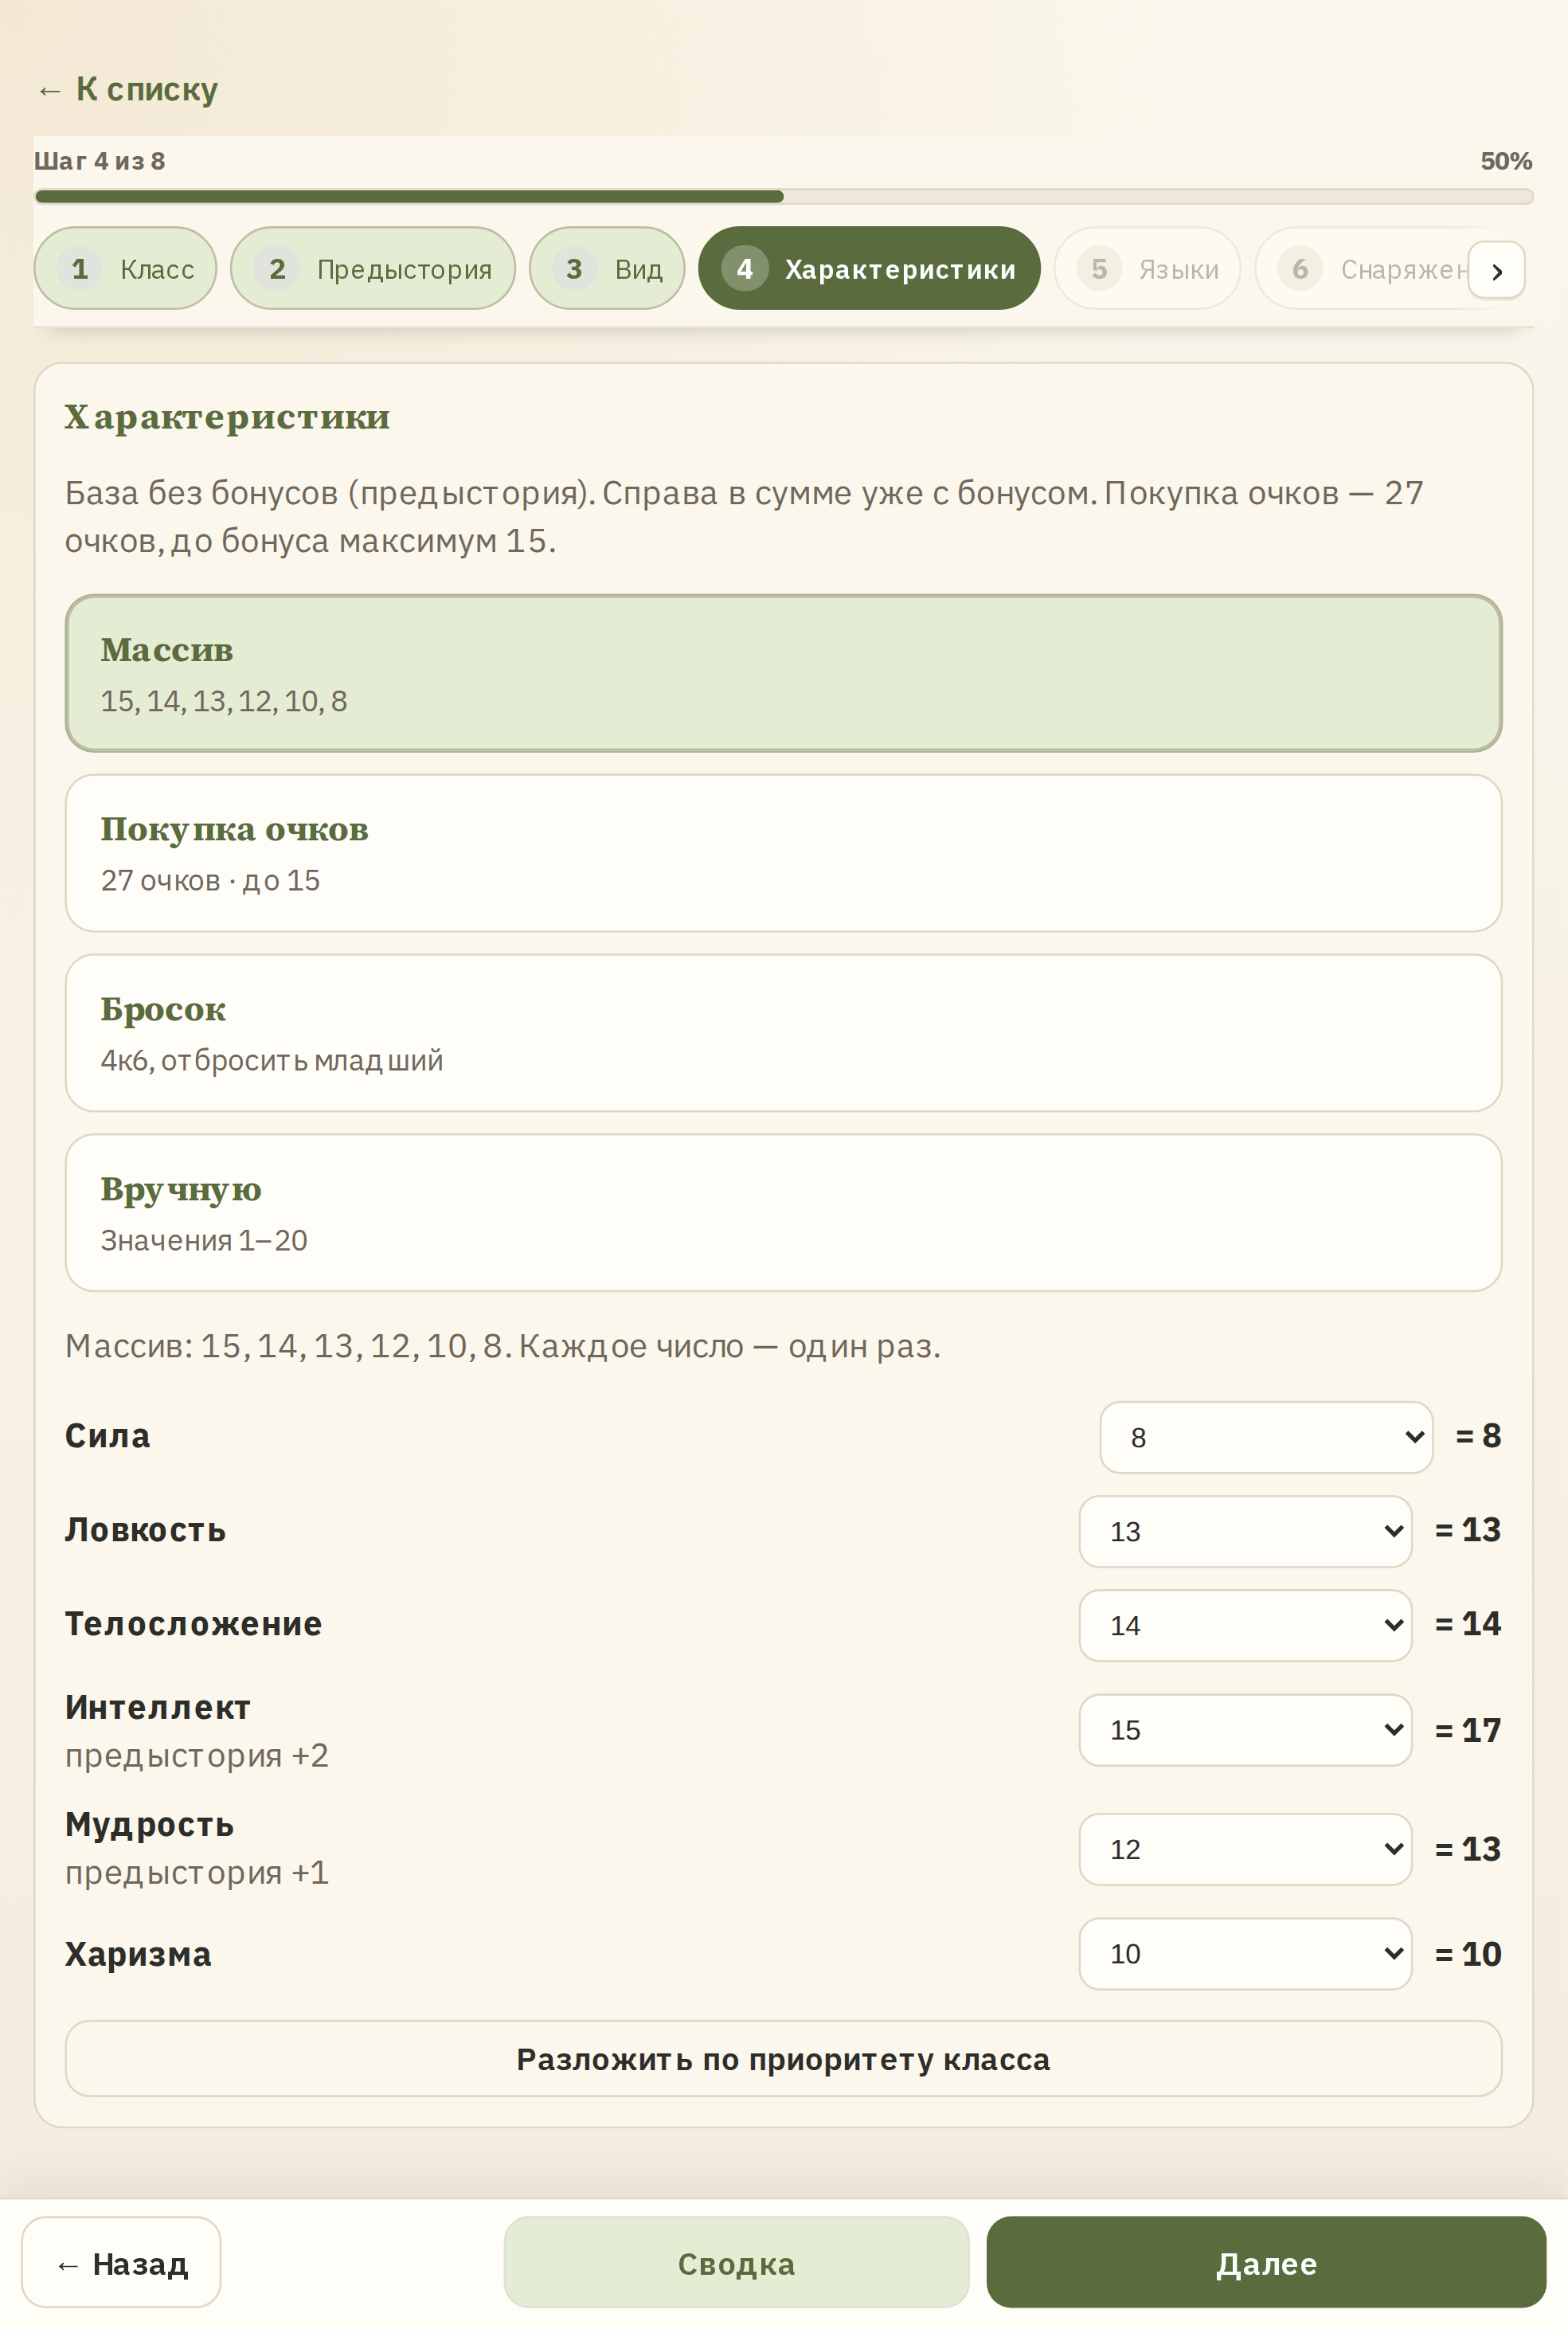 ← К списку
Шаг 4 из 8 50%
1 Класс 2 Предыстория 3 Вид 4 Характеристики 5 Языки 6 Снаряжен ›
Характеристики
База без бонусов (предыстория). Справа в сумме уже с бонусом. Покупка очков — 27
очков, до бонуса максимум 15.
Массив
15, 14, 13, 12, 10, 8
Покупка очков
27 очков · до 15
Бросок
4к6, отбросить младший
Вручную
Значения 1–20
Массив: 15, 14, 13, 12, 10, 8. Каждое число — один раз.
Сила 8 = 8
Ловкость 13 = 13
Телосложение 14 = 14
Интеллект 15 = 17
предыстория +2
Мудрость 12 = 13
предыстория +1
Харизма 10 = 10
Разложить по приоритету класса
← Назад Сводка Далее